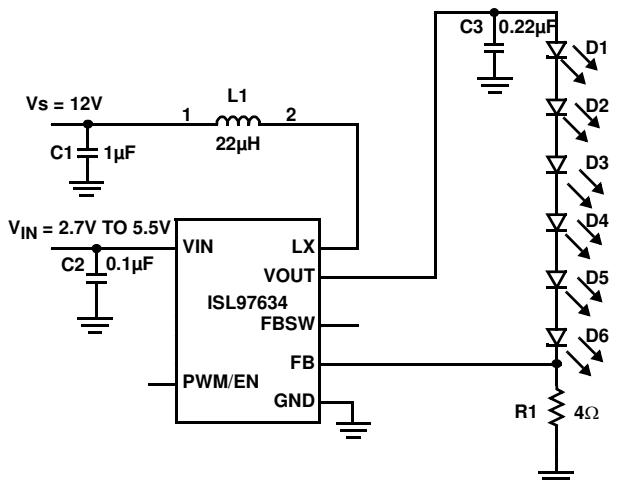 C3 0.22µF
D1
D2
D3
D4
D5
D6
Vs = 12V
L1
1 2
22µH
C1 1µF
VIN = 2.7V TO 5.5V
C2 0.1µF
VIN LX
VOUT
ISL97634
FBSW
FB
PWM/EN
GND
R1 4Ω